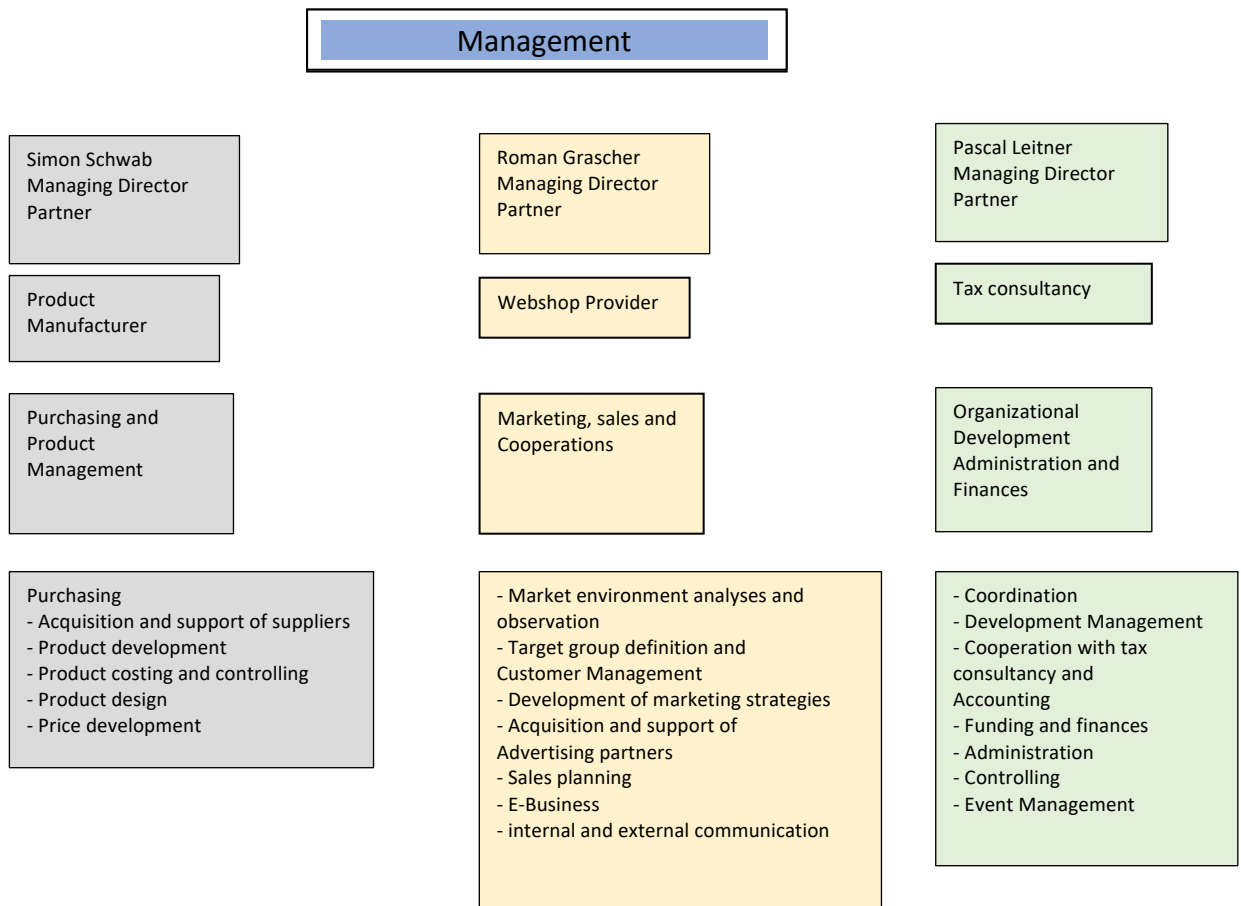 Management
Simon Schwab
Managing Director
Partner
Roman Grascher
Managing Director
Partner
Pascal Leitner
Managing Director
Partner
Product
Manufacturer
Webshop Provider
Tax consultancy
Purchasing and
Product
Management
Marketing, sales and
Cooperations
Organizational
Development
Administration and
Finances
Purchasing
- Acquisition and support of suppliers
- Product development
- Product costing and controlling
- Product design
- Price development
- Market environment analyses and
observation
- Target group definition and
Customer Management
- Development of marketing strategies
- Acquisition and support of
Advertising partners
- Sales planning
- E-Business
- internal and external communication
- Coordination
- Development Management
- Cooperation with tax
consultancy and
Accounting
- Funding and finances
- Administration
- Controlling
- Event Management